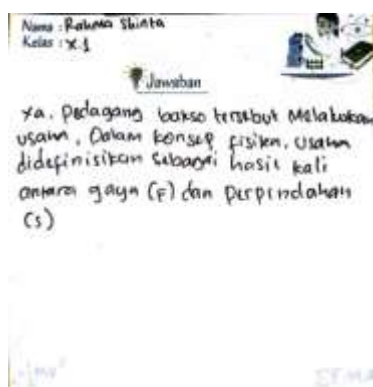 Nama : Rahma Shinta
Kelas : X.1
Jawaban
Ya. Pedagang bakso tersebut Melakukan
usaha, Dalam konsep fisika, usaha
didefinisikan sebagai hasil kali
antara gaya (F) dan perpindahan
(s)